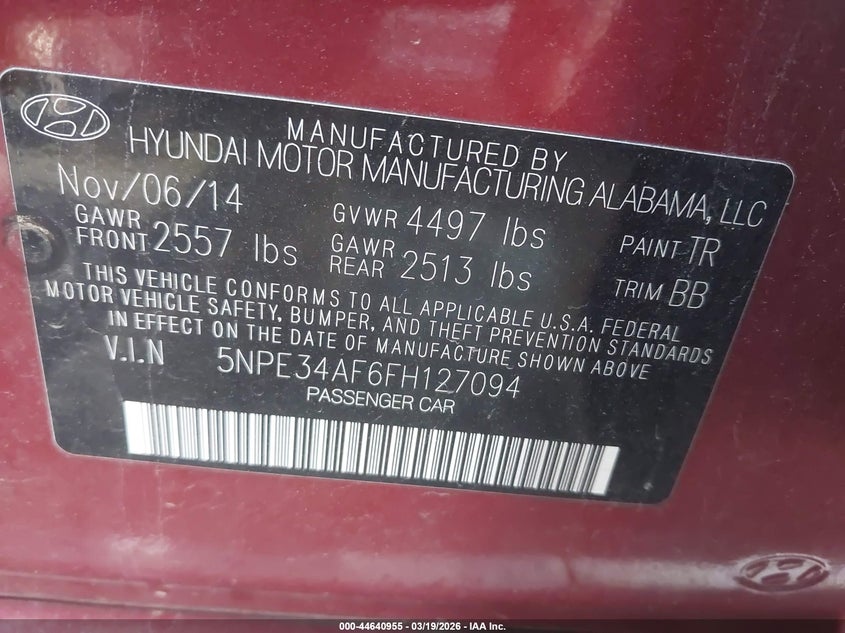 MANUFACTURED BY
HYUNDAI MOTOR MANUFACTURING ALABAMA, LLC
Nov/06/14 GVWR 4497 lbs PAINT TR
GAWR FRONT 2557 lbs GAWR REAR 2513 lbs TRIM BB
THIS VEHICLE CONFORMS TO ALL APPLICABLE U.S.A. FEDERAL
MOTOR VEHICLE SAFETY, BUMPER, AND THEFT PREVENTION STANDARDS
IN EFFECT ON THE DATE OF MANUFACTURE SHOWN ABOVE
V.I.N 5NPE34AF6FH127094
PASSENGER CAR
000-44640955 - 03/19/2026 - IAA Inc.